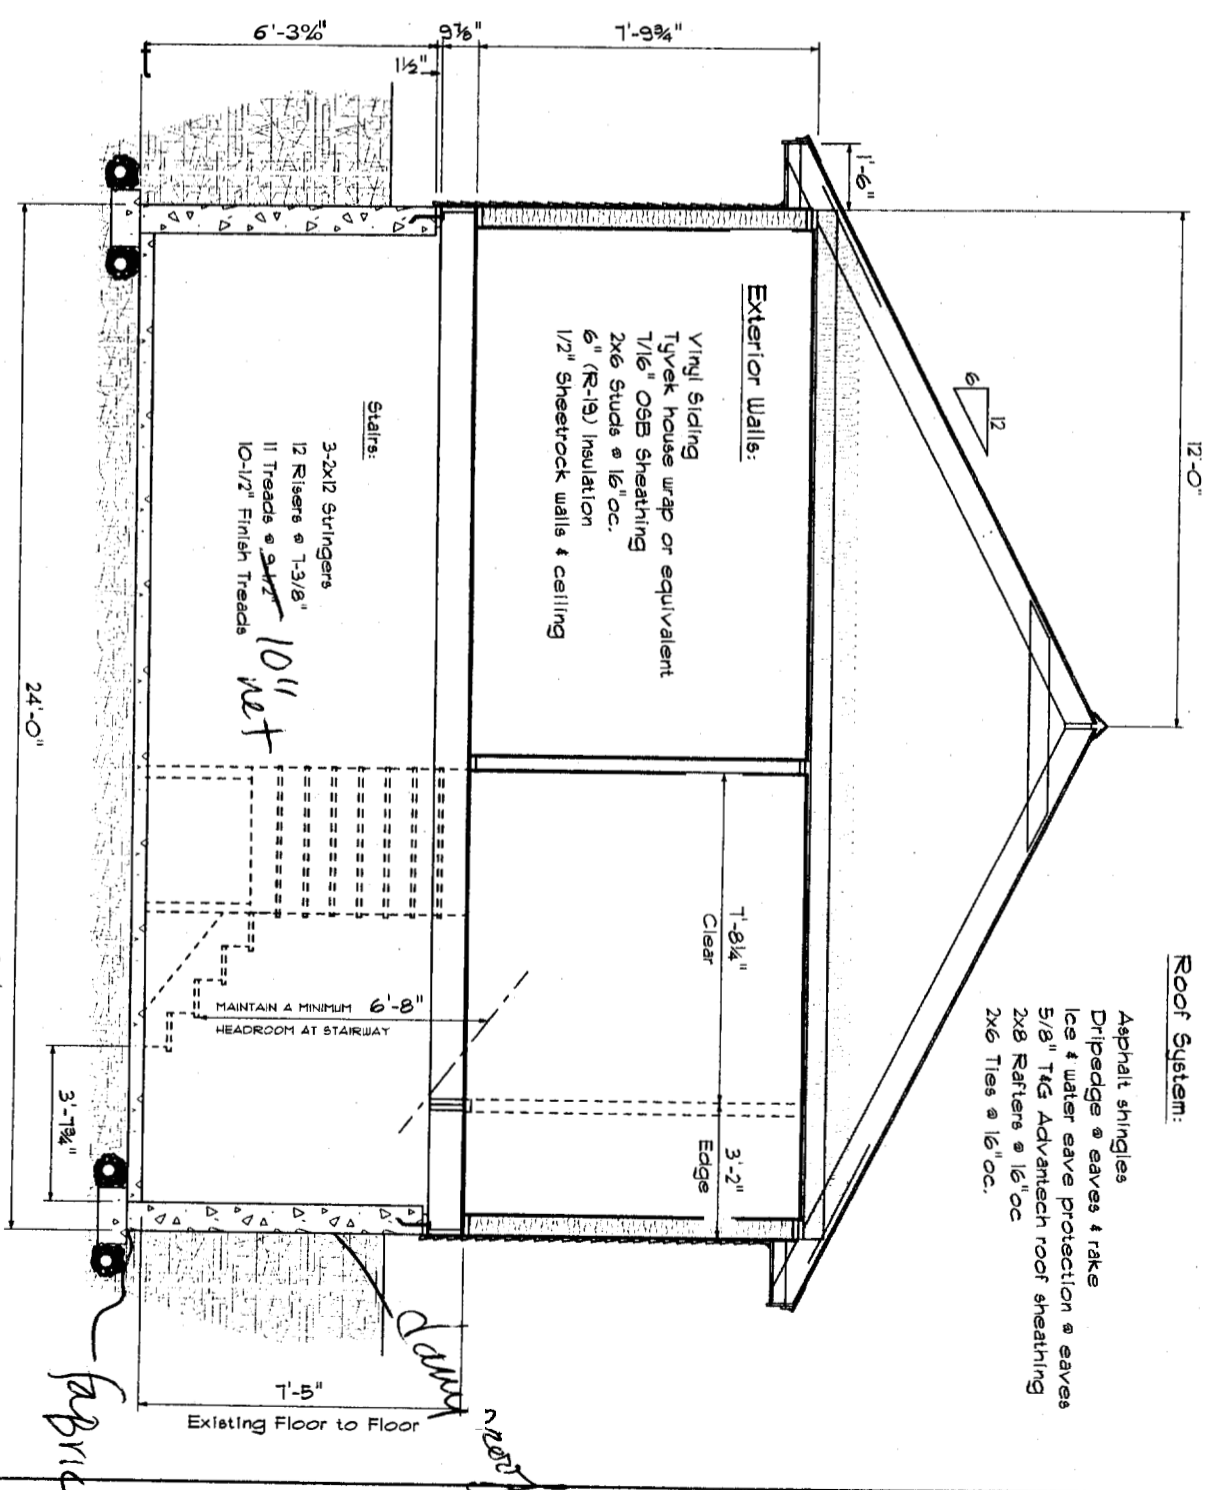 Roof System:
Asphalt shingles
Dripedge @ eaves & rake
Ice & water eave protection @ eaves
5/8" T&G Advantech roof sheathing
2x8 Rafters @ 16"oc
2x6 Ties @ 16"oc.
12'-0"
6
12
1'-6"
7'-9¾"
9⅞"
1½"
Exterior Walls:
Vinyl Siding
Tyvek house wrap or equivalent
7/16" OSB Sheathing
2x6 Studs @ 16"oc.
6" (R-19) Insulation
1/2" Sheetrock walls & ceiling
7'-8¼"
Clear
3'-2"
Edge
Stairs:
3-2x12 Stringers
12 Risers @ 7-3/8"
11 Treads @ 9-1/2" 10" net
10-1/2" Finish Treads
MAINTAIN A MINIMUM 6'-8"
HEADROOM AT STAIRWAY
3'-7¾"
24'-0"
7'-5"
Existing Floor to Floor